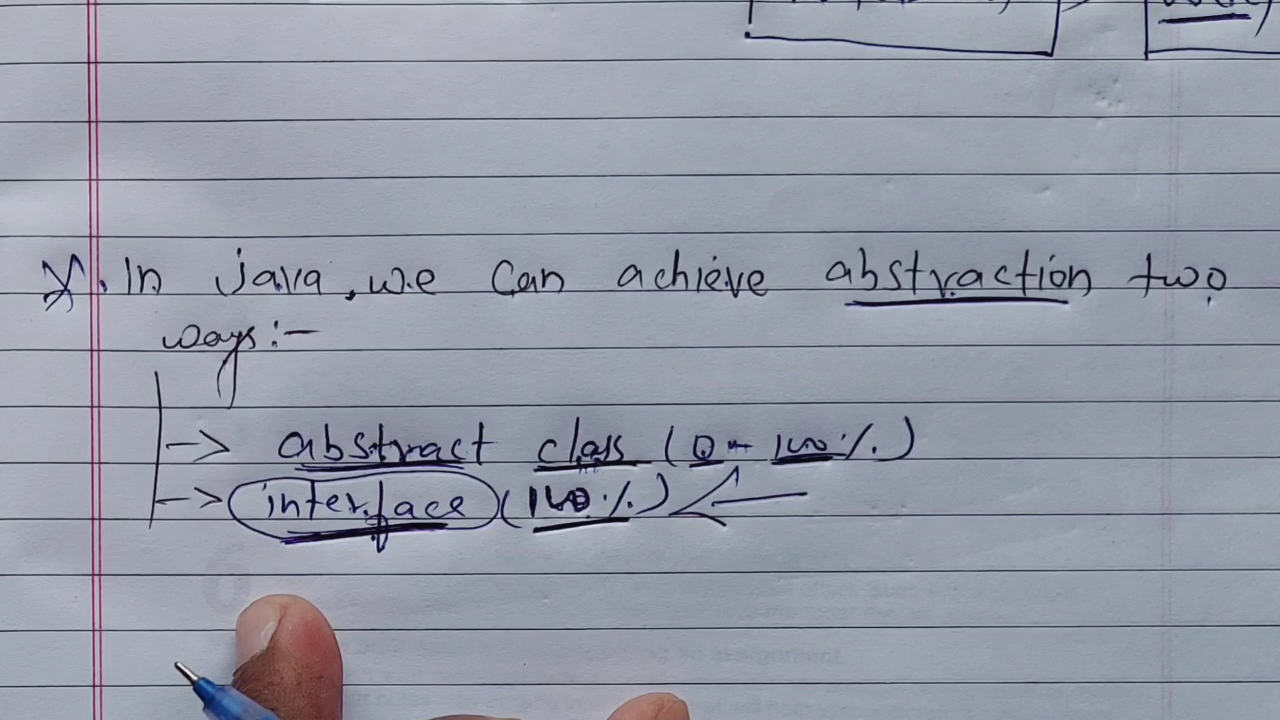 In java, we can achieve abstraction two
ways:-
-> abstract class (0 - 100%)
-> interface (100%)